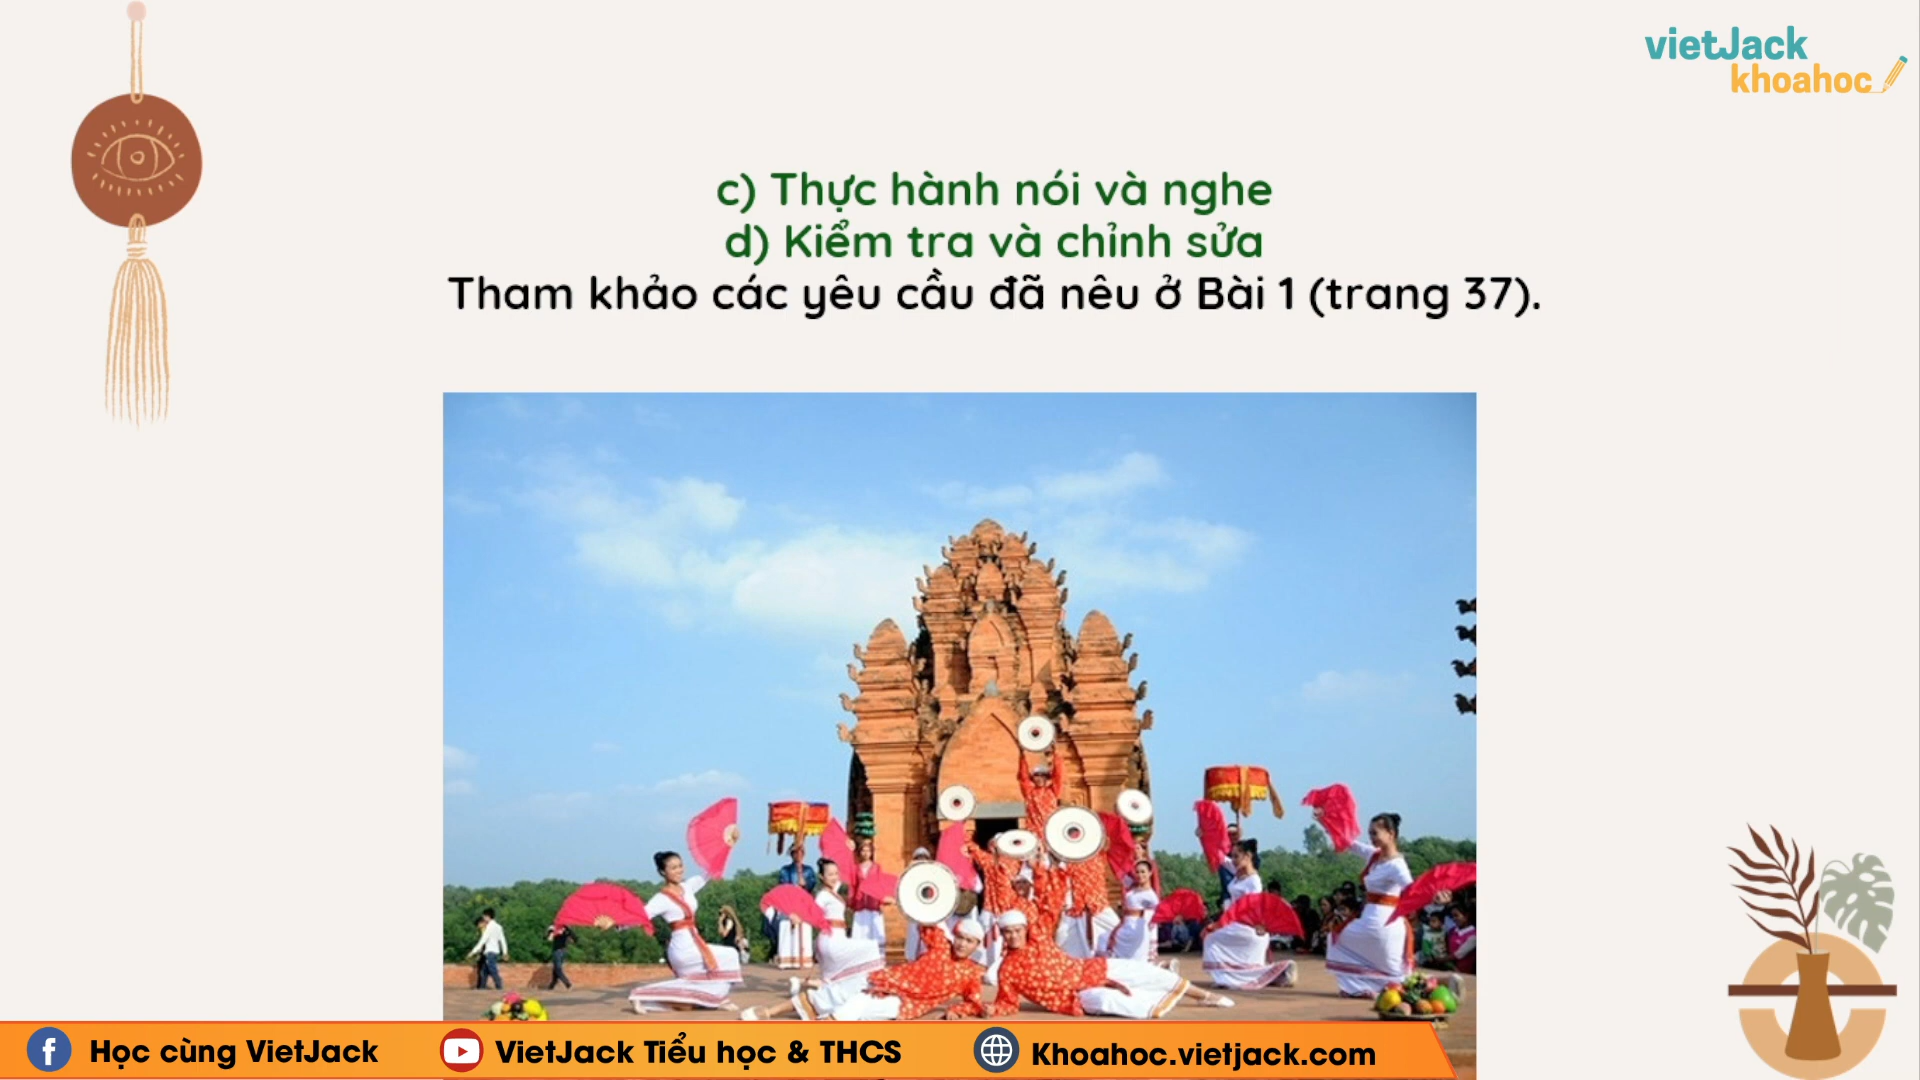 vietJack
khoahoc
c) Thực hành nói và nghe
d) Kiểm tra và chỉnh sửa
Tham khảo các yêu cầu đã nêu ở Bài 1 (trang 37).
Học cùng VietJack
VietJack Tiểu học & THCS
Khoahoc.vietjack.com